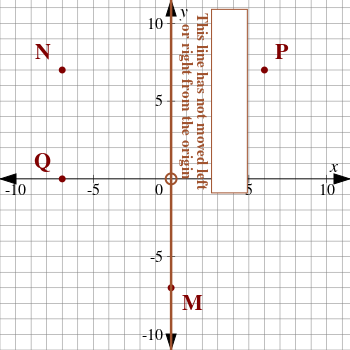 10
y
N
P
This line has not moved left
or right from the origin
5
Q
x
-10
-5
0
5
10
-5
M
-10